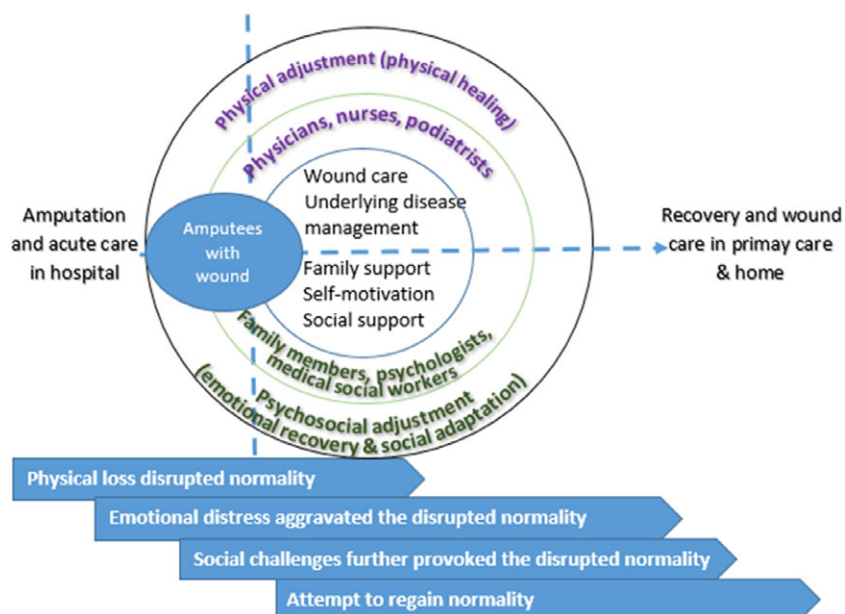 Physical adjustment (physical healing)
Physicians, nurses, podiatrists
Wound care
Underlying disease
management
Amputation
and acute care
in hospital
Amputees
with
wound
Recovery and wound
care in primay care
& home
Family support
Self-motivation
Social support
Family members, psychologists,
medical social workers
Psychosocial adjustment
(emotional recovery & social adaptation)
Physical loss disrupted normality
Emotional distress aggravated the disrupted normality
Social challenges further provoked the disrupted normality
Attempt to regain normality